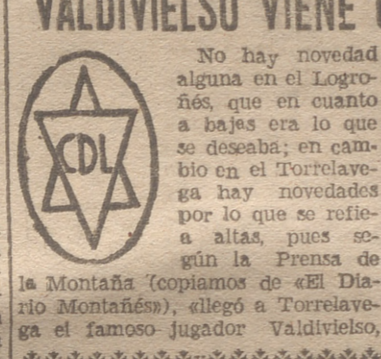 VALDIVIELSO VIENE
CDL
No hay novedad
alguna en el Logro-
ñés, que en cuanto
a bajas era lo que
se deseaba; en cam-
bio en el Torrelave-
ga hay novedades
por lo que se refie-
a altas, pues se-
gún la Prensa de
la Montaña (copiamos de «El Dia-
rio Montañés»), «llegó a Torrelave-
ga el famoso jugador Valdivielso,